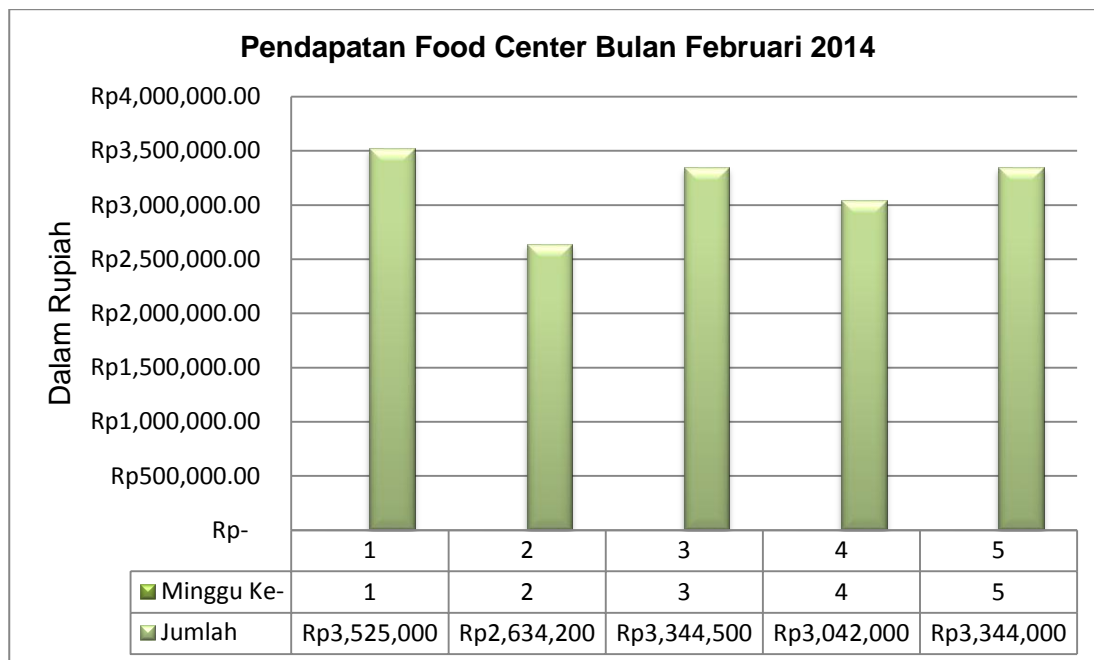 Pendapatan Food Center Bulan Februari 2014
Dalam Rupiah
Rp4,000,000.00
Rp3,500,000.00
Rp3,000,000.00
Rp2,500,000.00
Rp2,000,000.00
Rp1,500,000.00
Rp1,000,000.00
Rp500,000.00
Rp-
1 2 3 4 5
Minggu Ke- 1 2 3 4 5
Jumlah Rp3,525,000 Rp2,634,200 Rp3,344,500 Rp3,042,000 Rp3,344,000